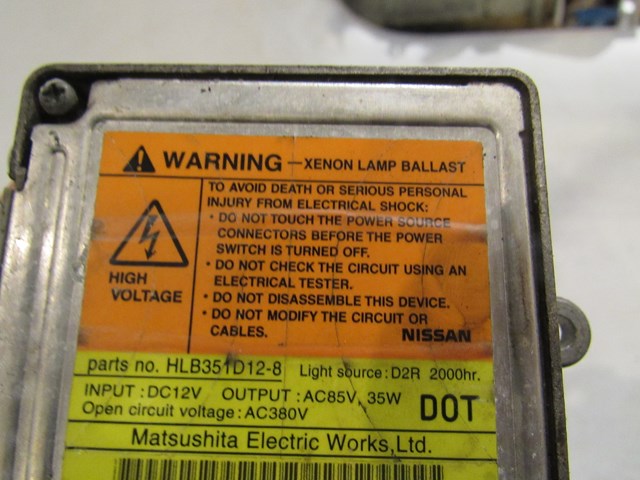 WARNING – XENON LAMP BALLAST
TO AVOID DEATH OR SERIOUS PERSONAL
INJURY FROM ELECTRICAL SHOCK:
• DO NOT TOUCH THE POWER SOURCE
CONNECTORS BEFORE THE POWER
SWITCH IS TURNED OFF.
• DO NOT CHECK THE CIRCUIT USING AN
ELECTRICAL TESTER.
• DO NOT DISASSEMBLE THIS DEVICE.
• DO NOT MODIFY THE CIRCUIT OR
CABLES.
NISSAN
HIGH
VOLTAGE
parts no. HLB351D12-8 Light source : D2R 2000hr.
INPUT : DC12V OUTPUT : AC85V, 35W
Open circuit voltage : AC380V
DOT
Matsushita Electric Works,Ltd.